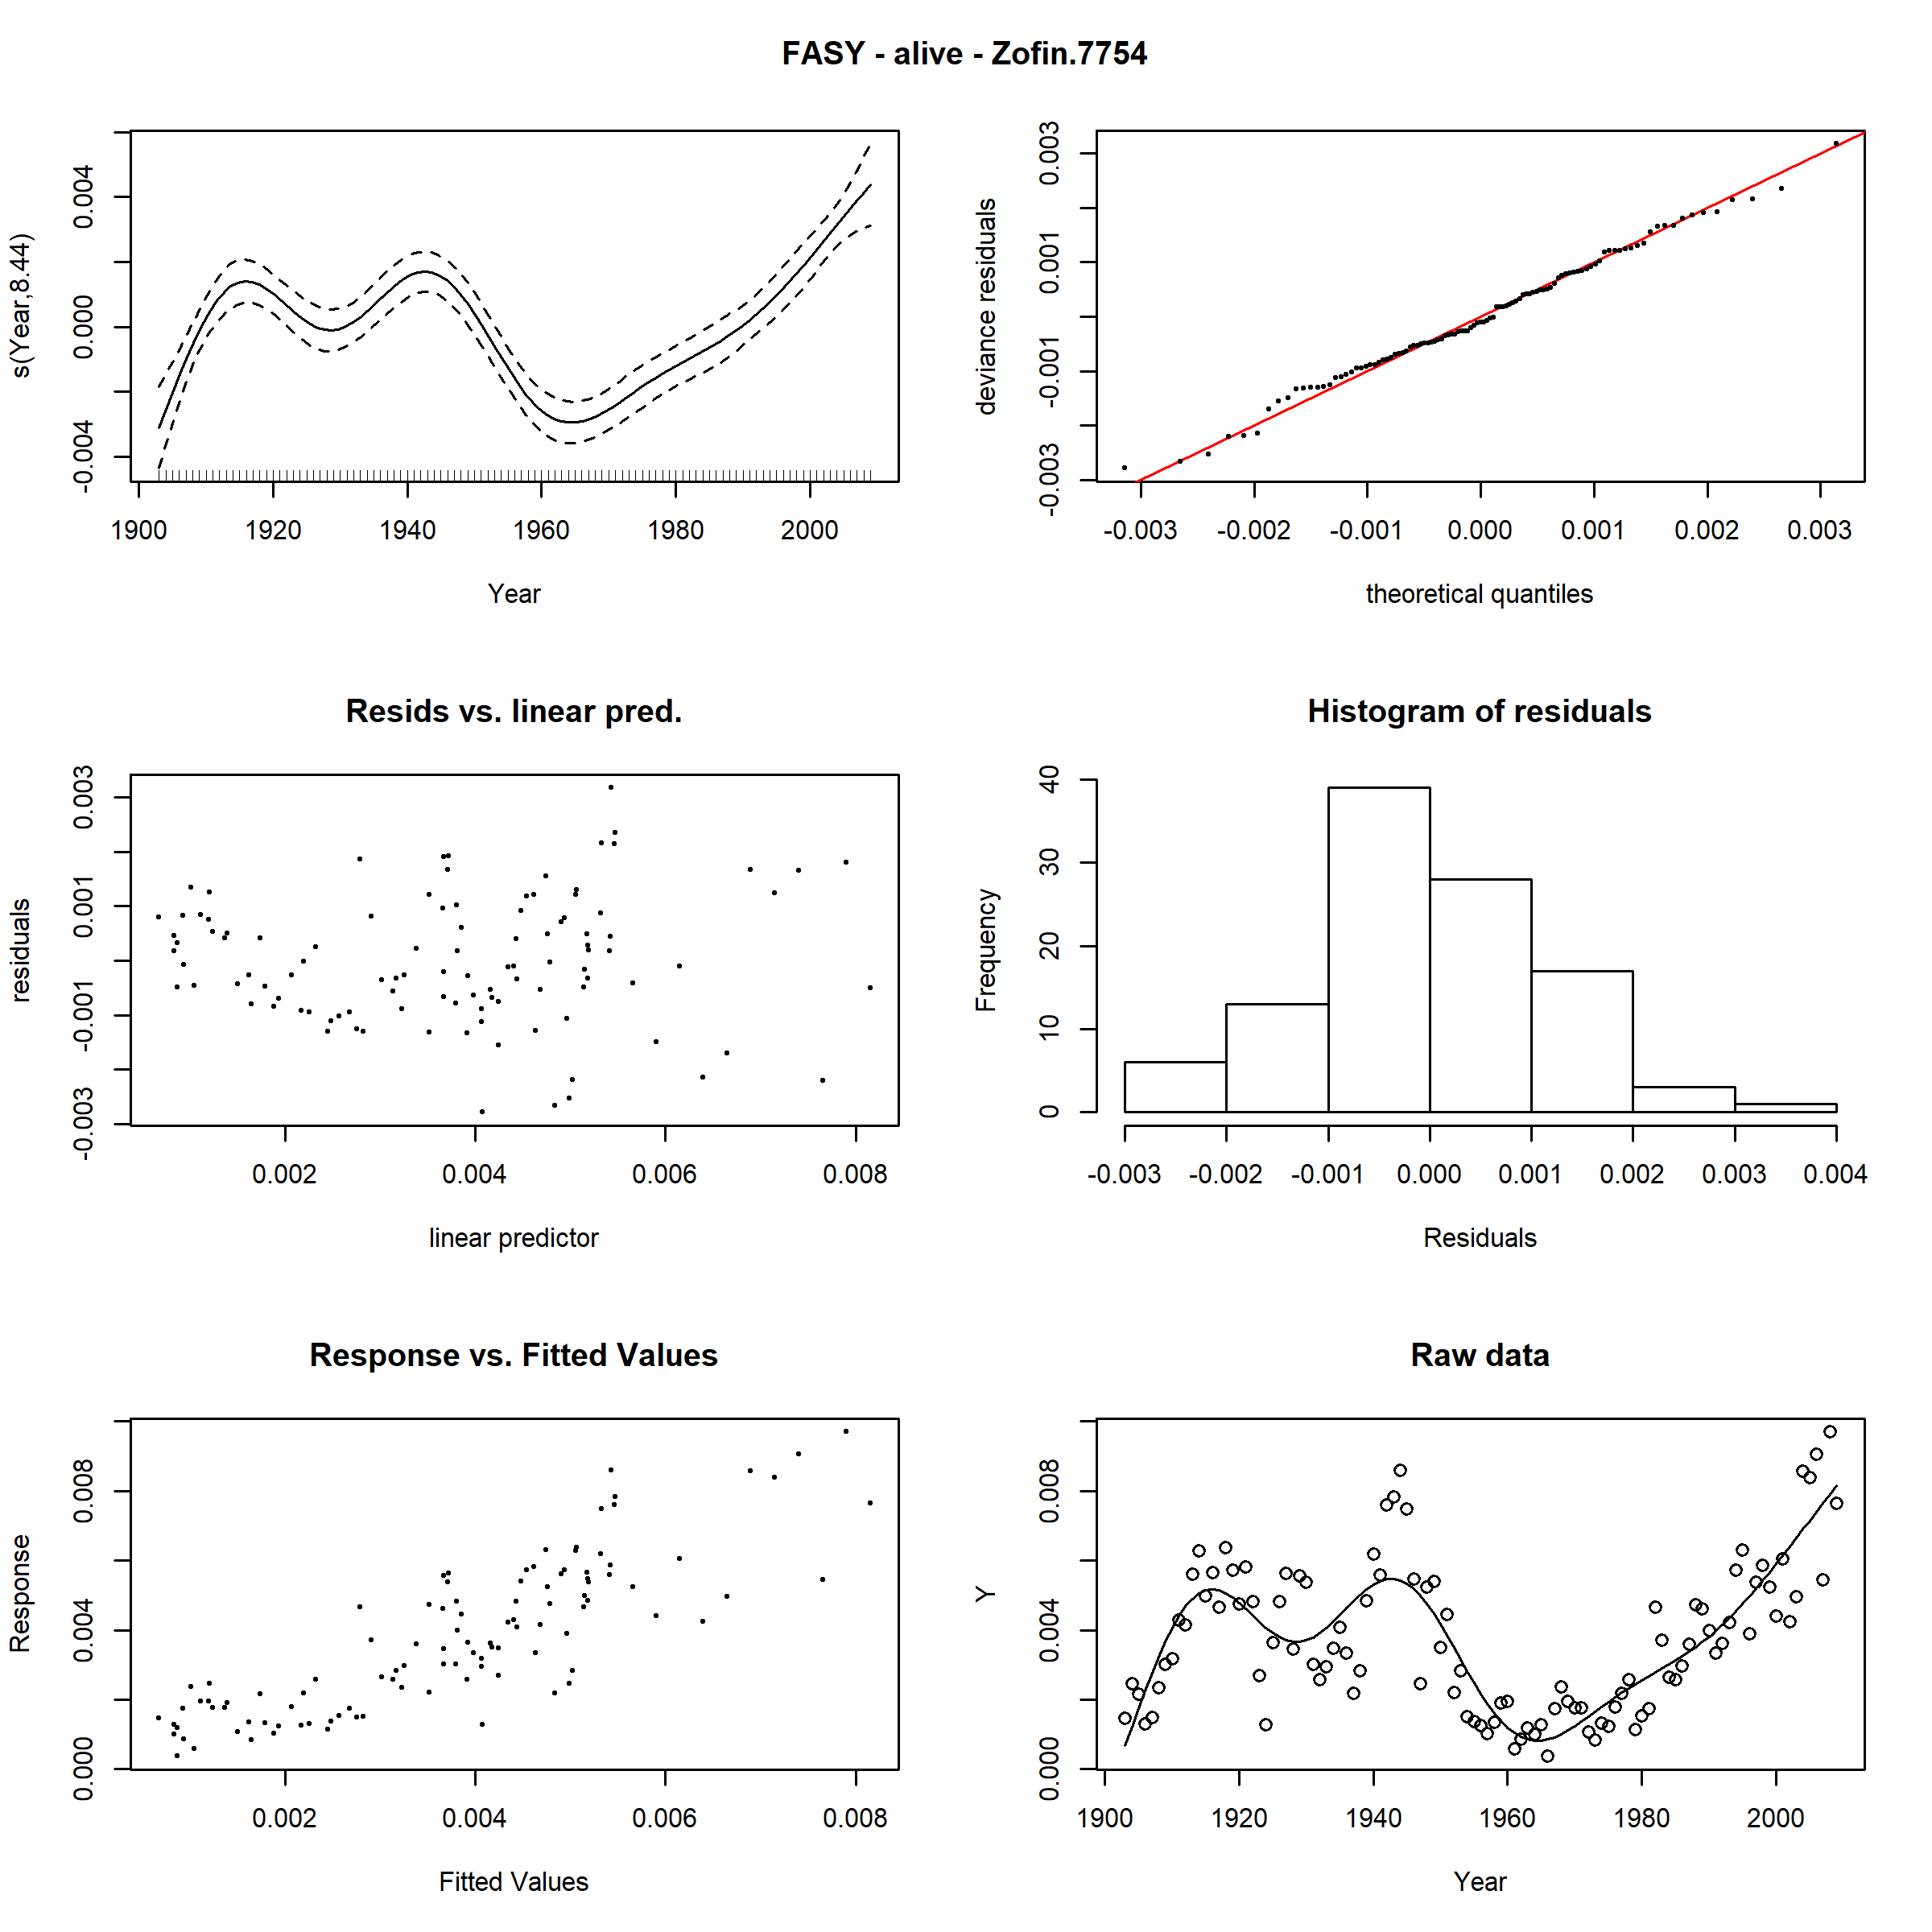 FASY - alive - Zofin.7754
s(Year,8.44)
-0.004 0.000 0.004
1900 1920 1940 1960 1980 2000
Year
deviance residuals
-0.003 -0.001 0.001 0.003
-0.003 -0.002 -0.001 0.000 0.001 0.002 0.003
theoretical quantiles
Resids vs. linear pred.
residuals
-0.003 -0.001 0.001 0.003
0.002 0.004 0.006 0.008
linear predictor
Histogram of residuals
Frequency
0 10 20 30 40
-0.003 -0.002 -0.001 0.000 0.001 0.002 0.003 0.004
Residuals
Response vs. Fitted Values
Response
0.000 0.004 0.008
0.002 0.004 0.006 0.008
Fitted Values
Raw data
Y
0.000 0.004 0.008
1900 1920 1940 1960 1980 2000
Year